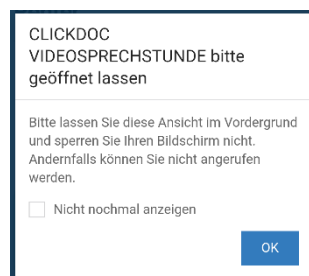 CLICKDOC
VIDEOSPRECHSTUNDE bitte
geöffnet lassen
Bitte lassen Sie diese Ansicht im Vordergrund
und sperren Sie Ihren Bildschirm nicht.
Andernfalls können Sie nicht angerufen
werden.
Nicht nochmal anzeigen
OK